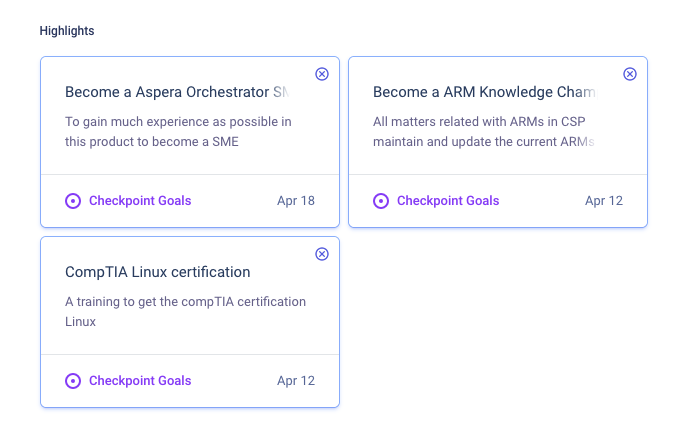 Highlights
Become a Aspera Orchestrator
To gain much experience as possible in
this product to become a SME
Checkpoint Goals
Apr 18
Become a ARM Knowledge Cham
All matters related with ARMs in CSP
maintain and update the current ARMs
Checkpoint Goals
Apr 12
CompTIA Linux certification
A training to get the compTIA certification
Linux
Checkpoint Goals
Apr 12